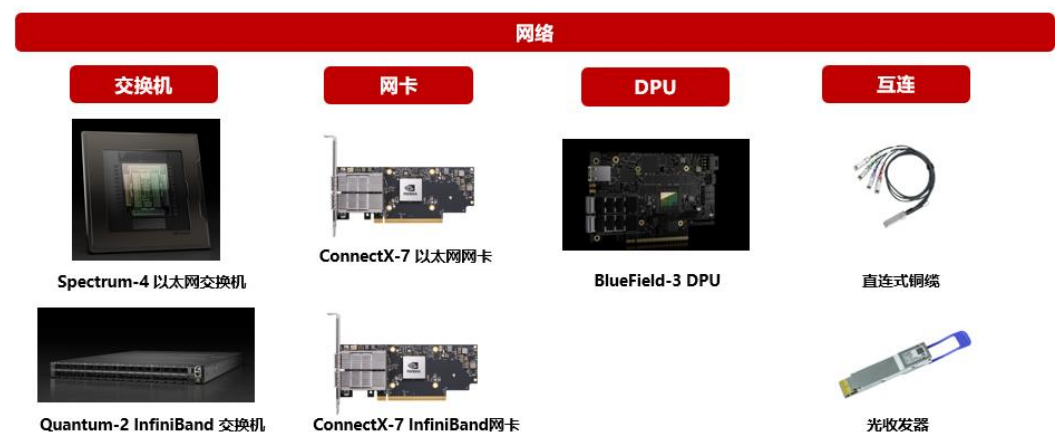 网络
交换机
网卡
DPU
互连
Spectrum-4 以太网交换机
ConnectX-7 以太网网卡
BlueField-3 DPU
直连式铜缆
Quantum-2 InfiniBand 交换机
ConnectX-7 InfiniBand网卡
光收发器